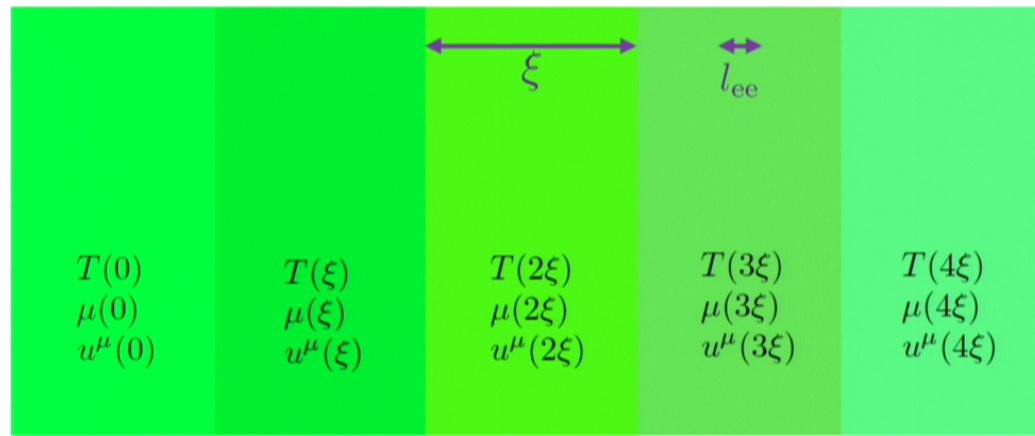 ξ
l_ee
T(0)
μ(0)
u^μ(0)
T(ξ)
μ(ξ)
u^μ(ξ)
T(2ξ)
μ(2ξ)
u^μ(2ξ)
T(3ξ)
μ(3ξ)
u^μ(3ξ)
T(4ξ)
μ(4ξ)
u^μ(4ξ)